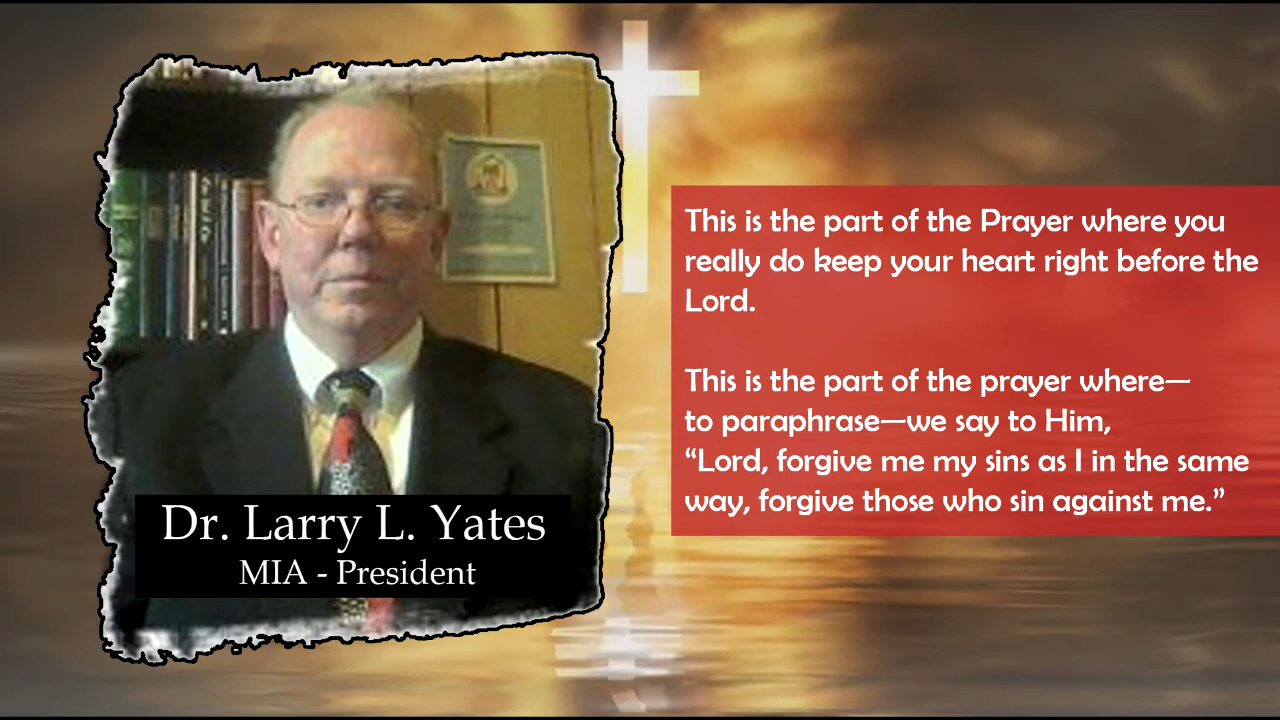 This is the part of the Prayer where you
really do keep your heart right before the
Lord.
This is the part of the prayer where—
to paraphrase—we say to Him,
“Lord, forgive me my sins as I in the same
way, forgive those who sin against me.”
Dr. Larry L. Yates
MIA - President